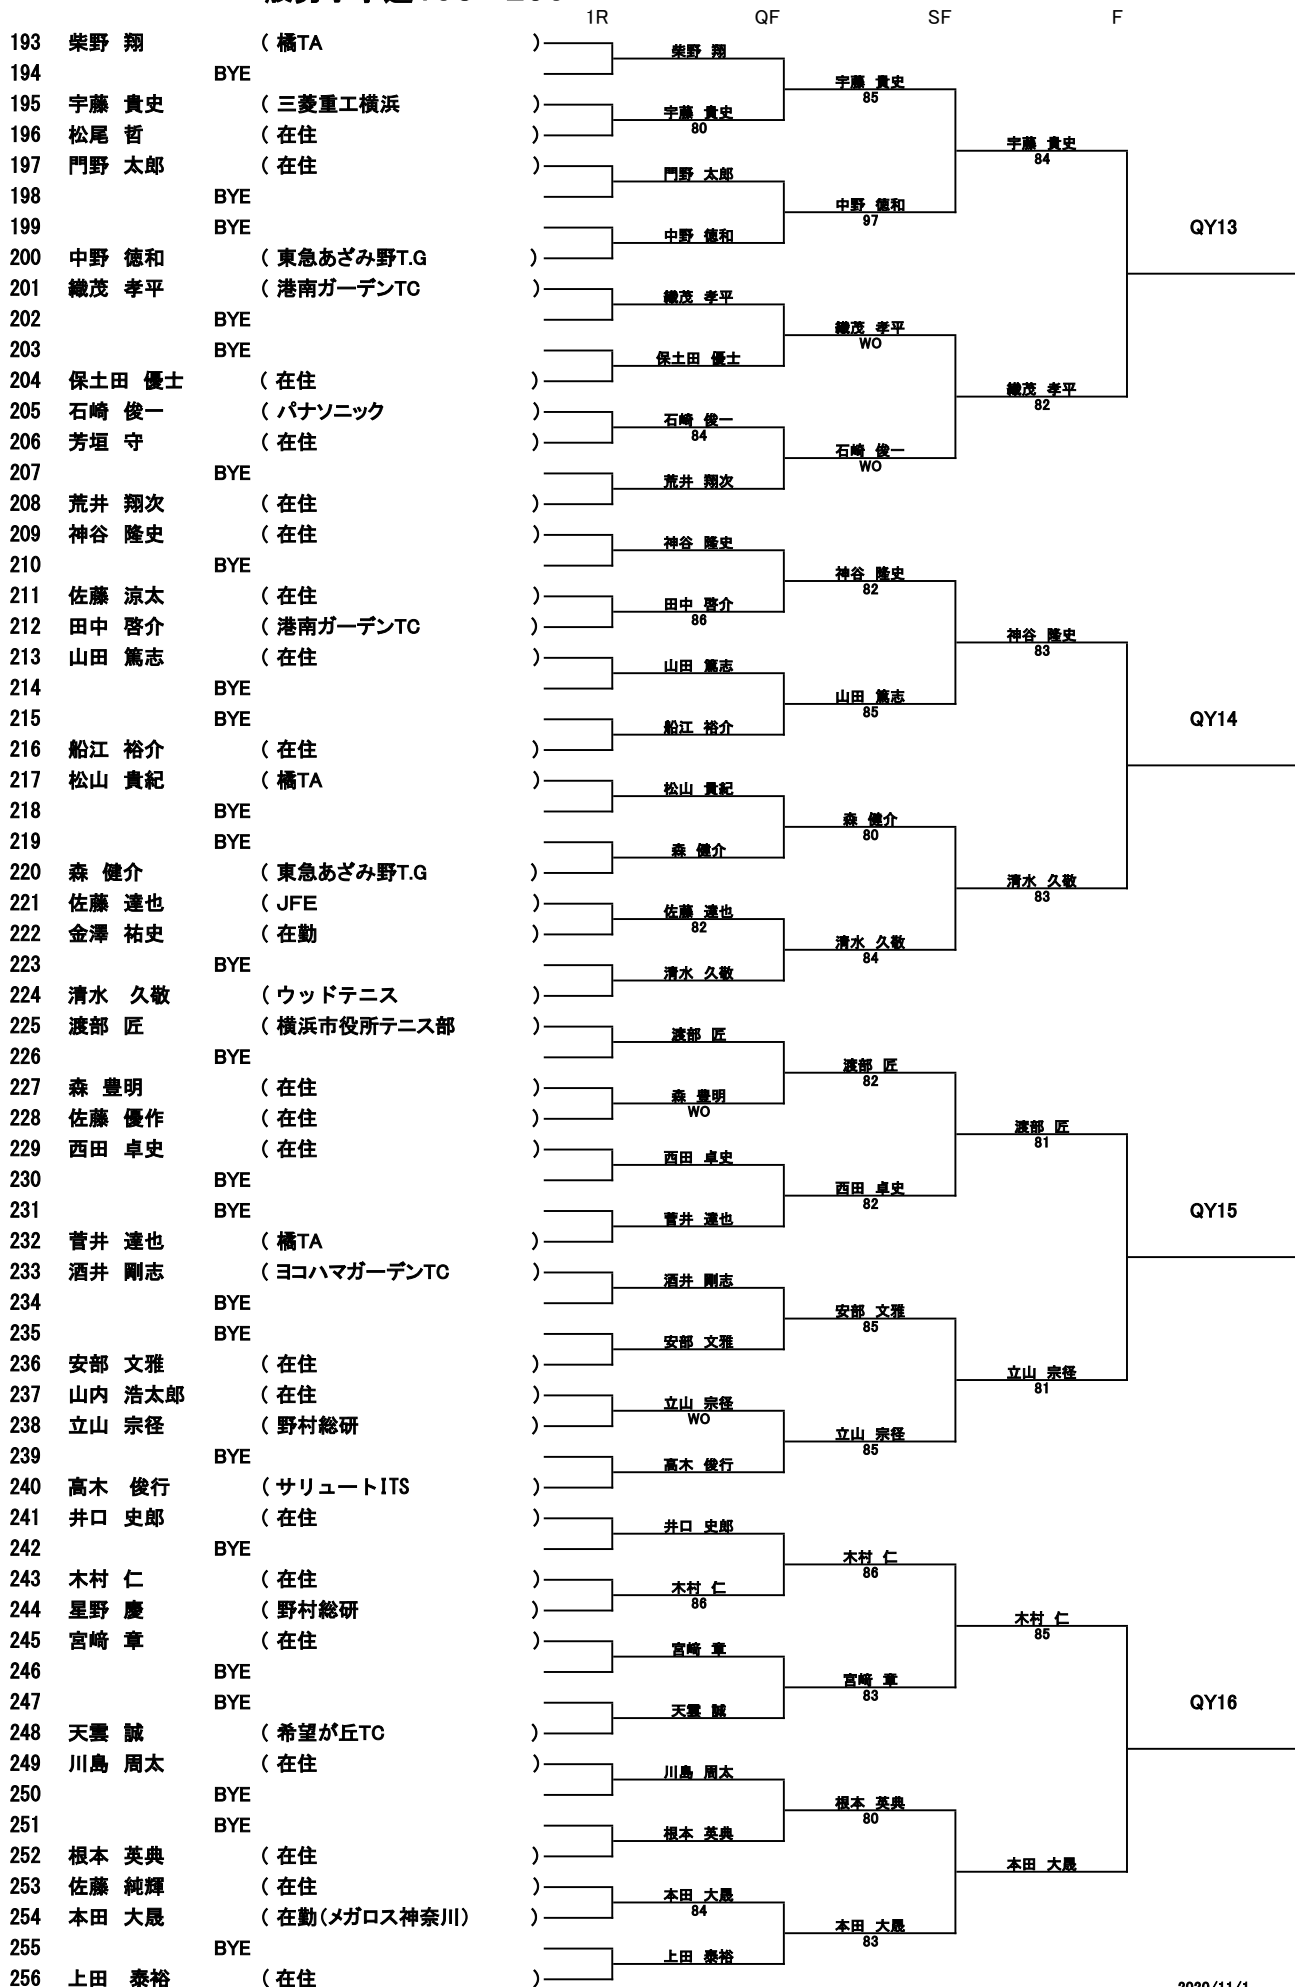 1R QF SF F
193 柴野 翔 ( 橘TA )
194 BYE
195 宇藤 貴史 ( 三菱重工横浜 )
196 松尾 哲 ( 在住 )
197 門野 太郎 ( 在住 )
198 BYE
199 BYE
200 中野 徳和 ( 東急あざみ野T.G )
201 織茂 孝平 ( 港南ガーデンTC )
202 BYE
203 BYE
204 保土田 優士 ( 在住 )
205 石崎 俊一 ( パナソニック )
206 芳垣 守 ( 在住 )
207 BYE
208 荒井 翔次 ( 在住 )
209 神谷 隆史 ( 在住 )
210 BYE
211 佐藤 涼太 ( 在住 )
212 田中 啓介 ( 港南ガーデンTC )
213 山田 篤志 ( 在住 )
214 BYE
215 BYE
216 船江 裕介 ( 在住 )
217 松山 貴紀 ( 橘TA )
218 BYE
219 BYE
220 森 健介 ( 東急あざみ野T.G )
221 佐藤 達也 ( JFE )
222 金澤 祐史 ( 在勤 )
223 BYE
224 清水 久敬 ( ウッドテニス )
225 渡部 匠 ( 横浜市役所テニス部 )
226 BYE
227 森 豊明 ( 在住 )
228 佐藤 優作 ( 在住 )
229 西田 卓史 ( 在住 )
230 BYE
231 BYE
232 菅井 達也 ( 橘TA )
233 酒井 剛志 ( ヨコハマガーデンTC )
234 BYE
235 BYE
236 安部 文雅 ( 在住 )
237 山内 浩太郎 ( 在住 )
238 立山 宗径 ( 野村総研 )
239 BYE
240 高木 俊行 ( サリュートITS )
241 井口 史郎 ( 在住 )
242 BYE
243 木村 仁 ( 在住 )
244 星野 慶 ( 野村総研 )
245 宮﨑 章 ( 在住 )
246 BYE
247 BYE
248 天雲 誠 ( 希望が丘TC )
249 川島 周太 ( 在住 )
250 BYE
251 BYE
252 根本 英典 ( 在住 )
253 佐藤 純輝 ( 在住 )
254 本田 大晟 ( 在勤(メガロス神奈川) )
255 BYE
256 上田 泰裕 ( 在住 )
柴野 翔
宇藤 貴史
80
門野 太郎
中野 徳和
織茂 孝平
保土田 優士
石崎 俊一
84
荒井 翔次
神谷 隆史
田中 啓介
86
山田 篤志
船江 裕介
松山 貴紀
森 健介
佐藤 達也
82
清水 久敬
渡部 匠
森 豊明
WO
西田 卓史
菅井 達也
酒井 剛志
安部 文雅
立山 宗径
WO
高木 俊行
井口 史郎
木村 仁
86
宮﨑 章
天雲 誠
川島 周太
根本 英典
本田 大晟
84
上田 泰裕
宇藤 貴史
85
中野 徳和
97
織茂 孝平
WO
石崎 俊一
WO
神谷 隆史
82
山田 篤志
85
森 健介
80
清水 久敬
84
渡部 匠
82
西田 卓史
82
安部 文雅
85
立山 宗径
85
木村 仁
86
宮﨑 章
83
根本 英典
80
本田 大晟
83
宇藤 貴史
84
織茂 孝平
82
神谷 隆史
83
清水 久敬
83
渡部 匠
81
立山 宗径
81
木村 仁
85
本田 大晟
QY13
QY14
QY15
QY16